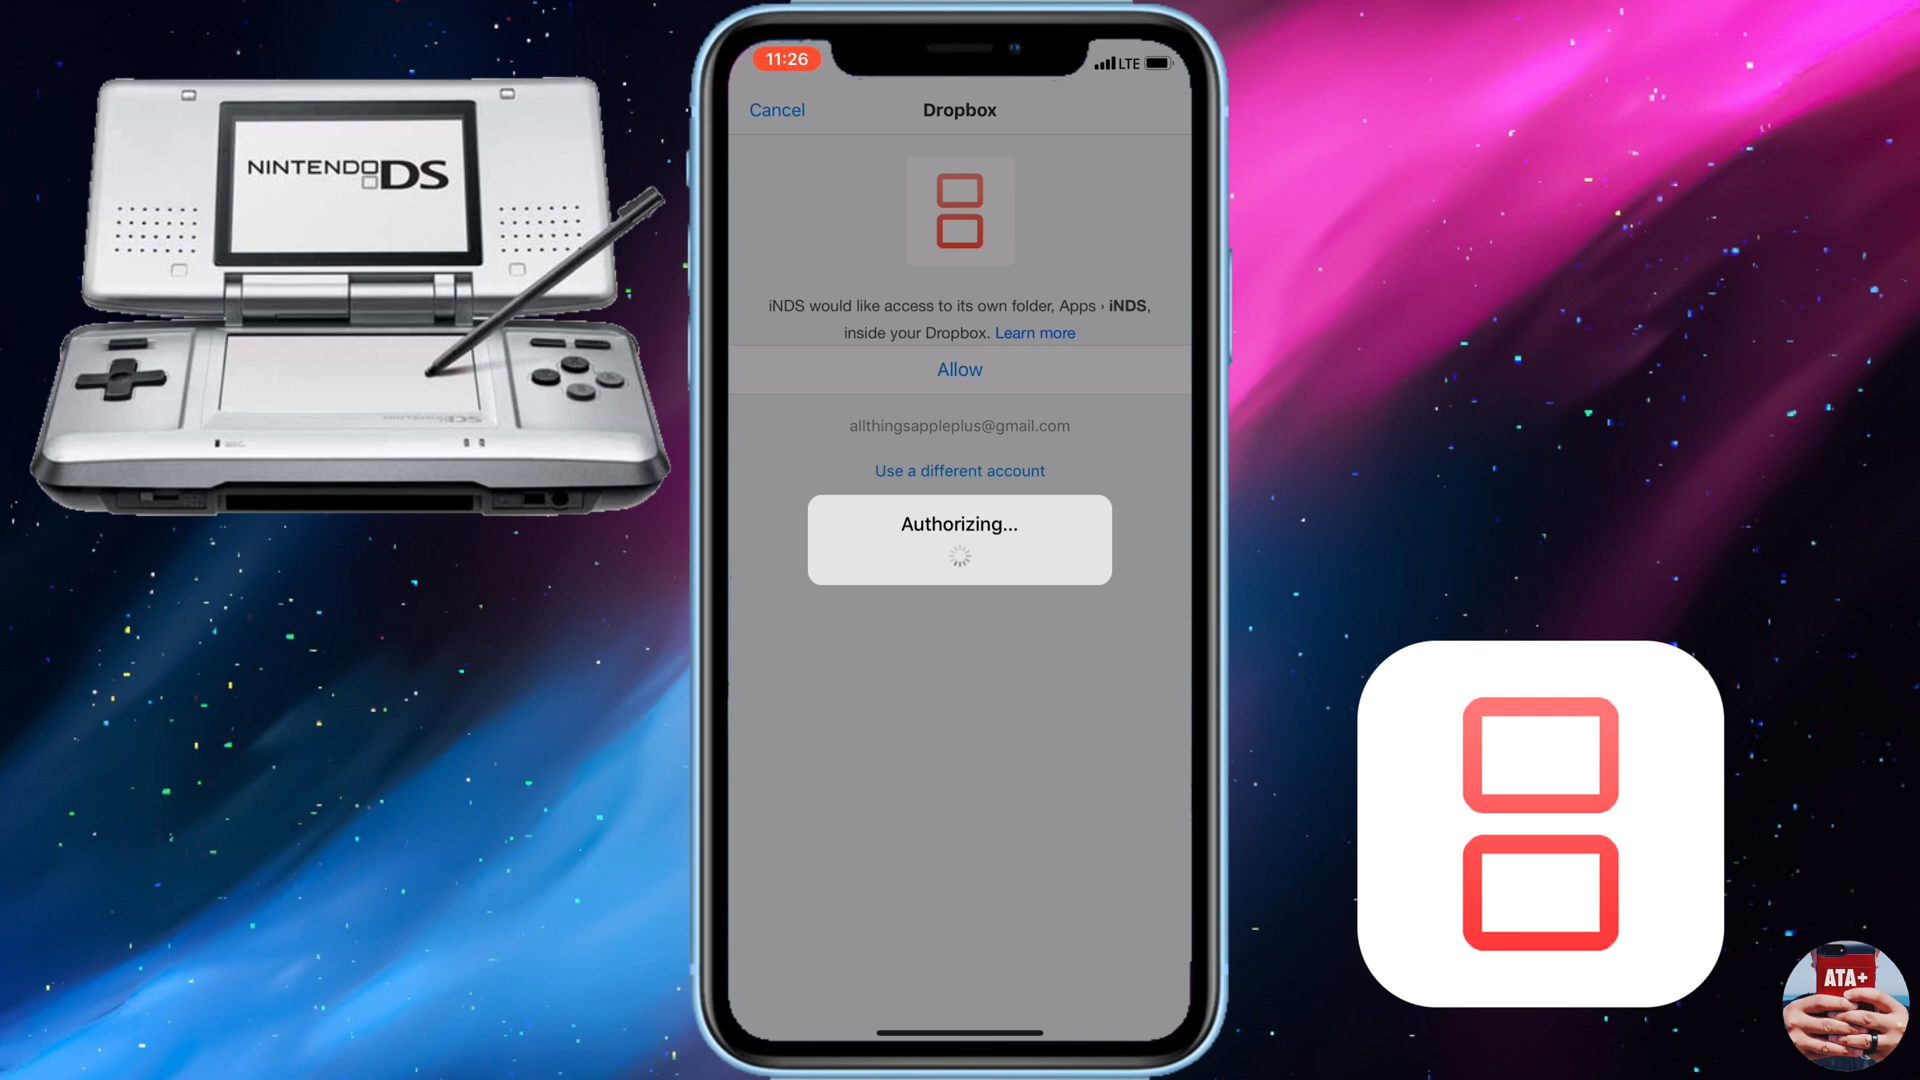 NINTENDO DS
11:26
LTE
Cancel
Dropbox
iNDS would like access to its own folder, Apps › iNDS,
inside your Dropbox. Learn more
Allow
allthingsappleplus@gmail.com
Use a different account
Authorizing...
ATA+